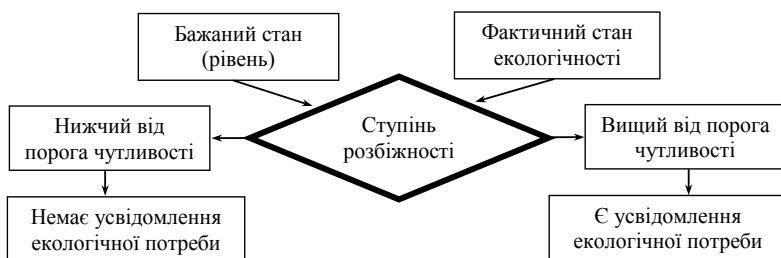 Бажаний стан
(рівень)
Фактичний стан
екологічності
Нижчий від
порога чутливості
Ступінь
розбіжності
Вищий від порога
чутливості
Немає усвідомлення
екологічної потреби
Є усвідомлення
екологічної потреби